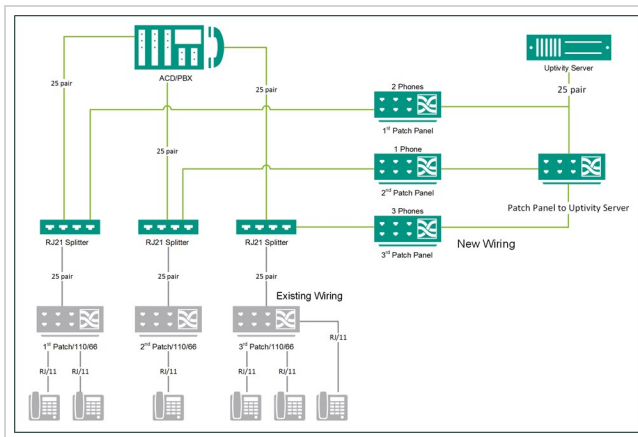 ACD/PBX
Uptivity Server
25 pair
25 pair
25 pair
25 pair
2 Phones
1st Patch Panel
1 Phone
2nd Patch Panel
Patch Panel to Uptivity Server
3 Phones
3rd Patch Panel
New Wiring
RJ21 Splitter
RJ21 Splitter
RJ21 Splitter
25 pair
25 pair
25 pair
Existing Wiring
1st Patch/110/66
2nd Patch/110/66
3rd Patch/110/66
RJ/11
RJ/11
RJ/11
RJ/11
RJ/11
RJ/11